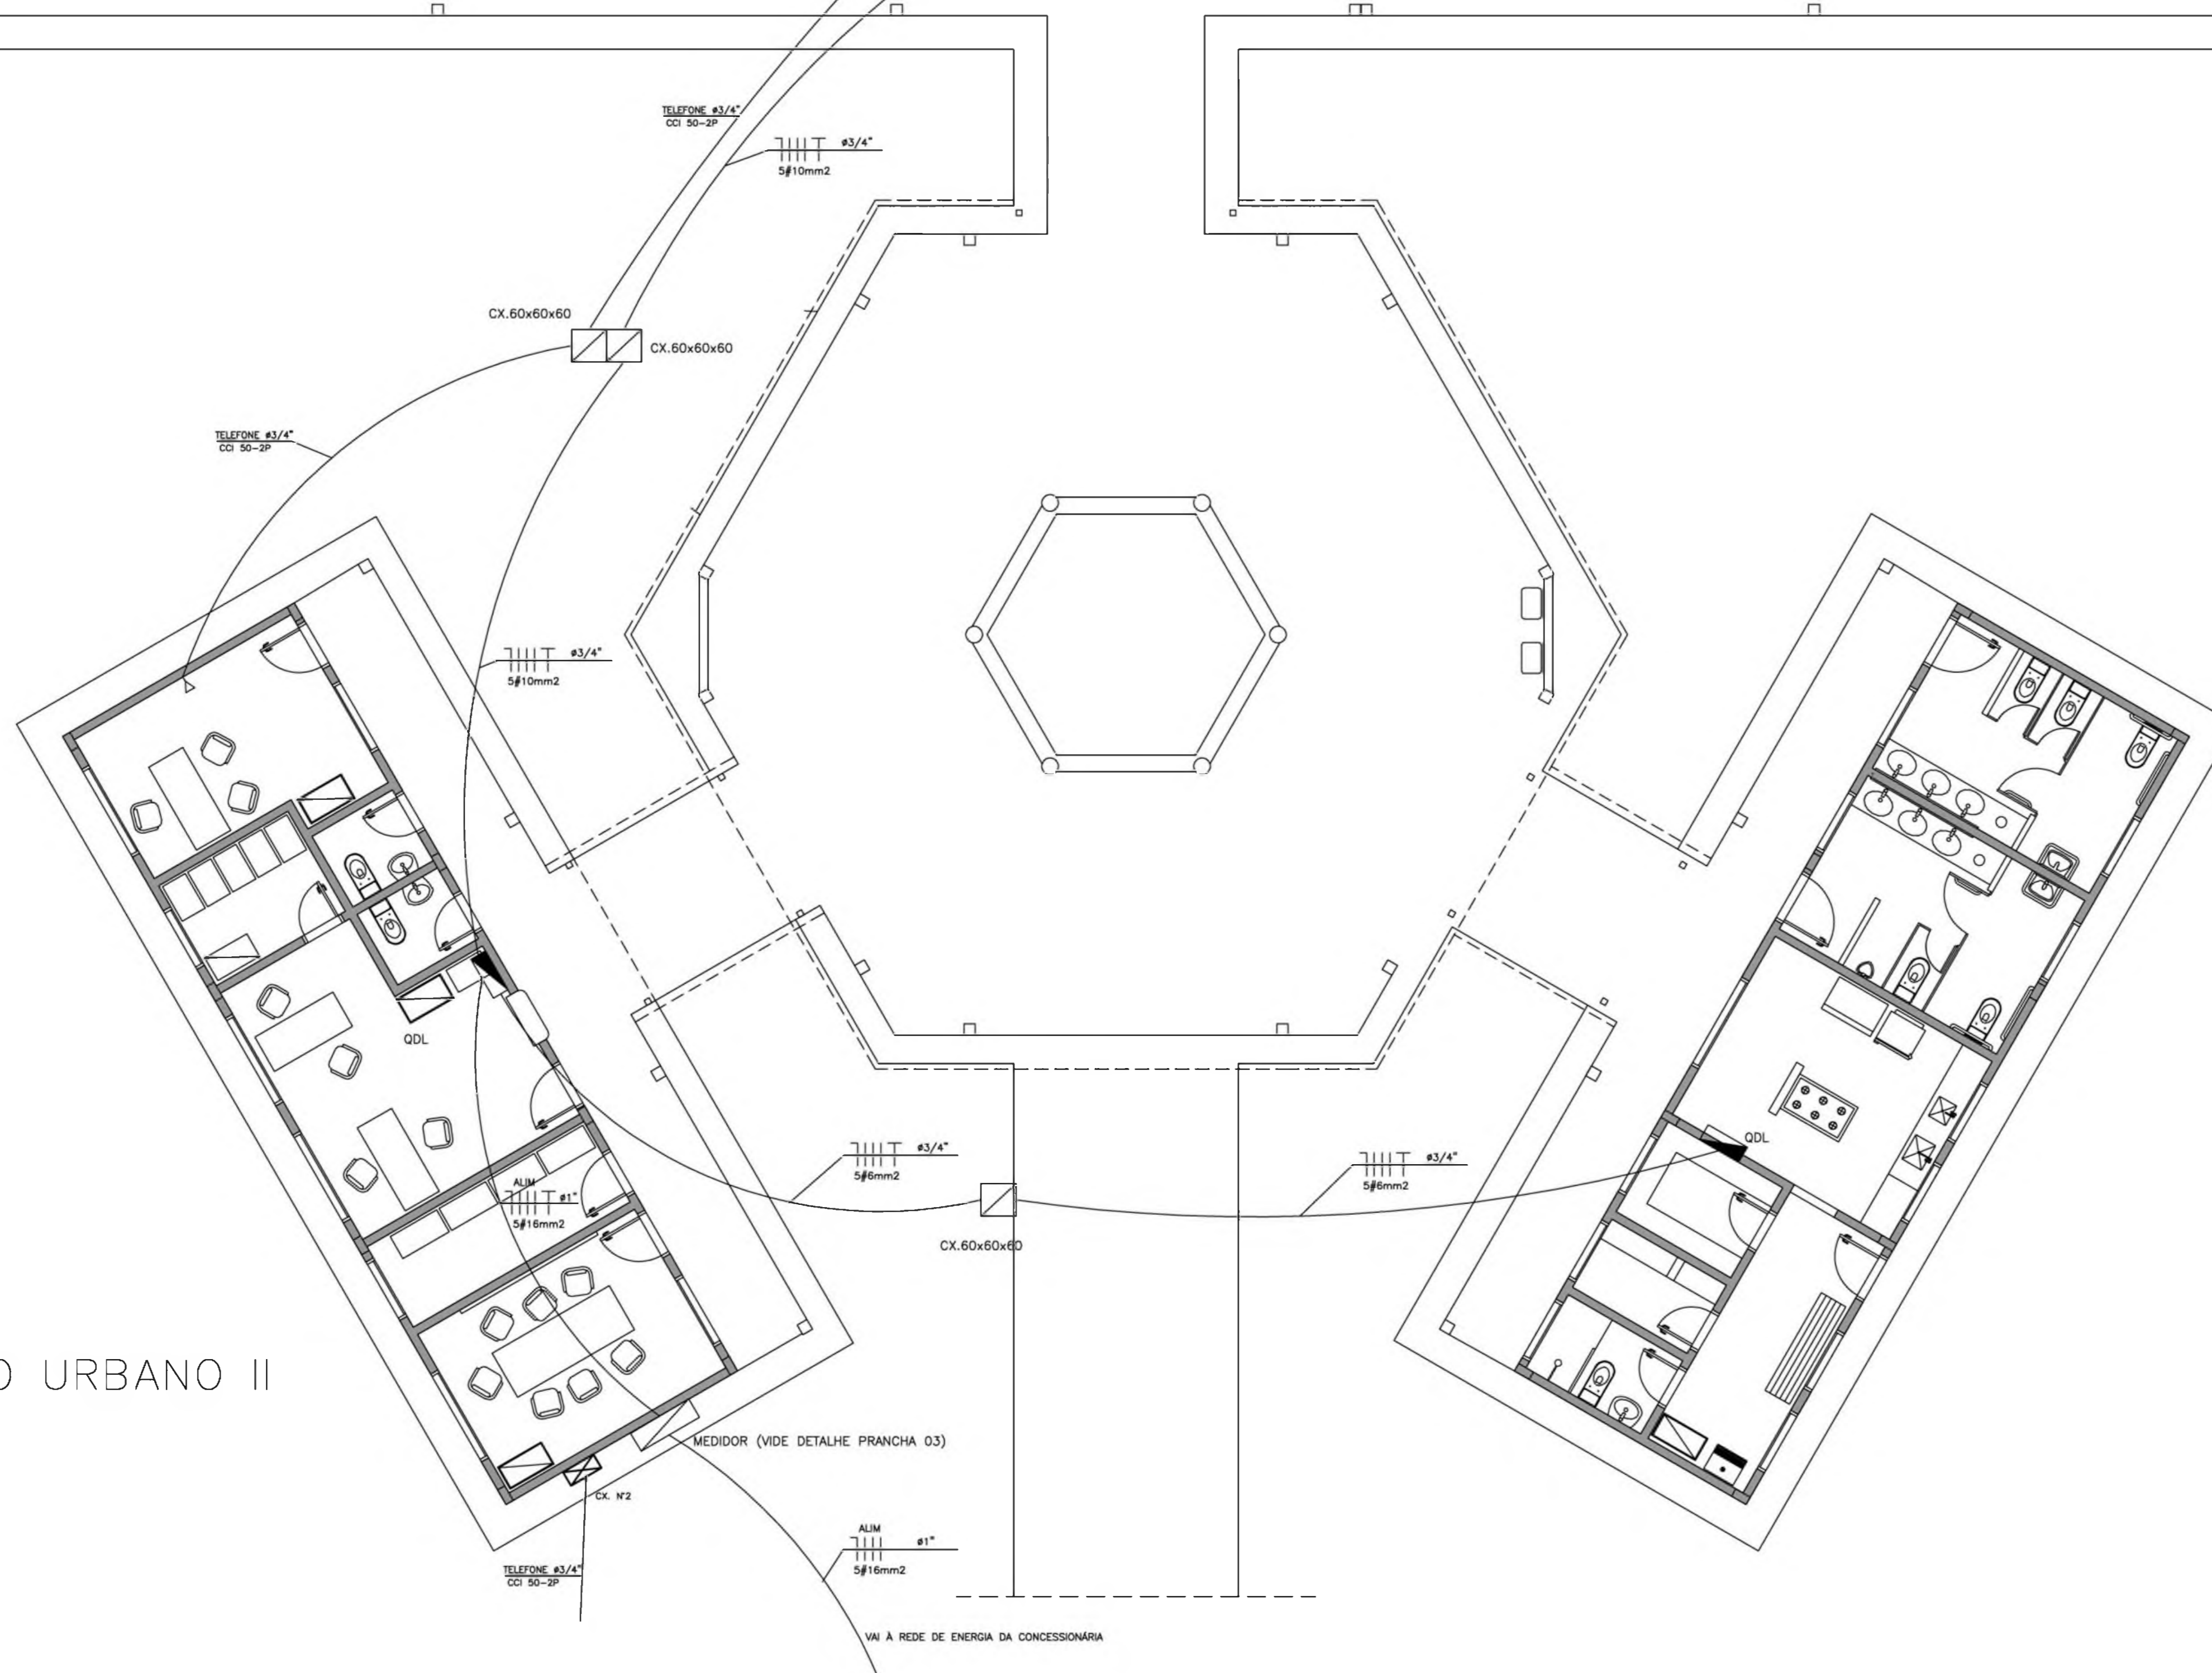 TELEFONE ø3/4"
CCI 50-2P
ø3/4"
5#10mm2
CX.60x60x60
CX.60x60x60
TELEFONE ø3/4"
CCI 50-2P
ø3/4"
5#10mm2
QDL
ø3/4"
5#6mm2
QDL
ø3/4"
5#6mm2
ALIM
ø1"
5#16mm2
CX.60x60x60
O URBANO II
MEDIDOR (VIDE DETALHE PRANCHA 03)
CX. N°2
ALIM
ø1"
5#16mm2
TELEFONE ø3/4"
CCI 50-2P
VAI À REDE DE ENERGIA DA CONCESSIONÁRIA